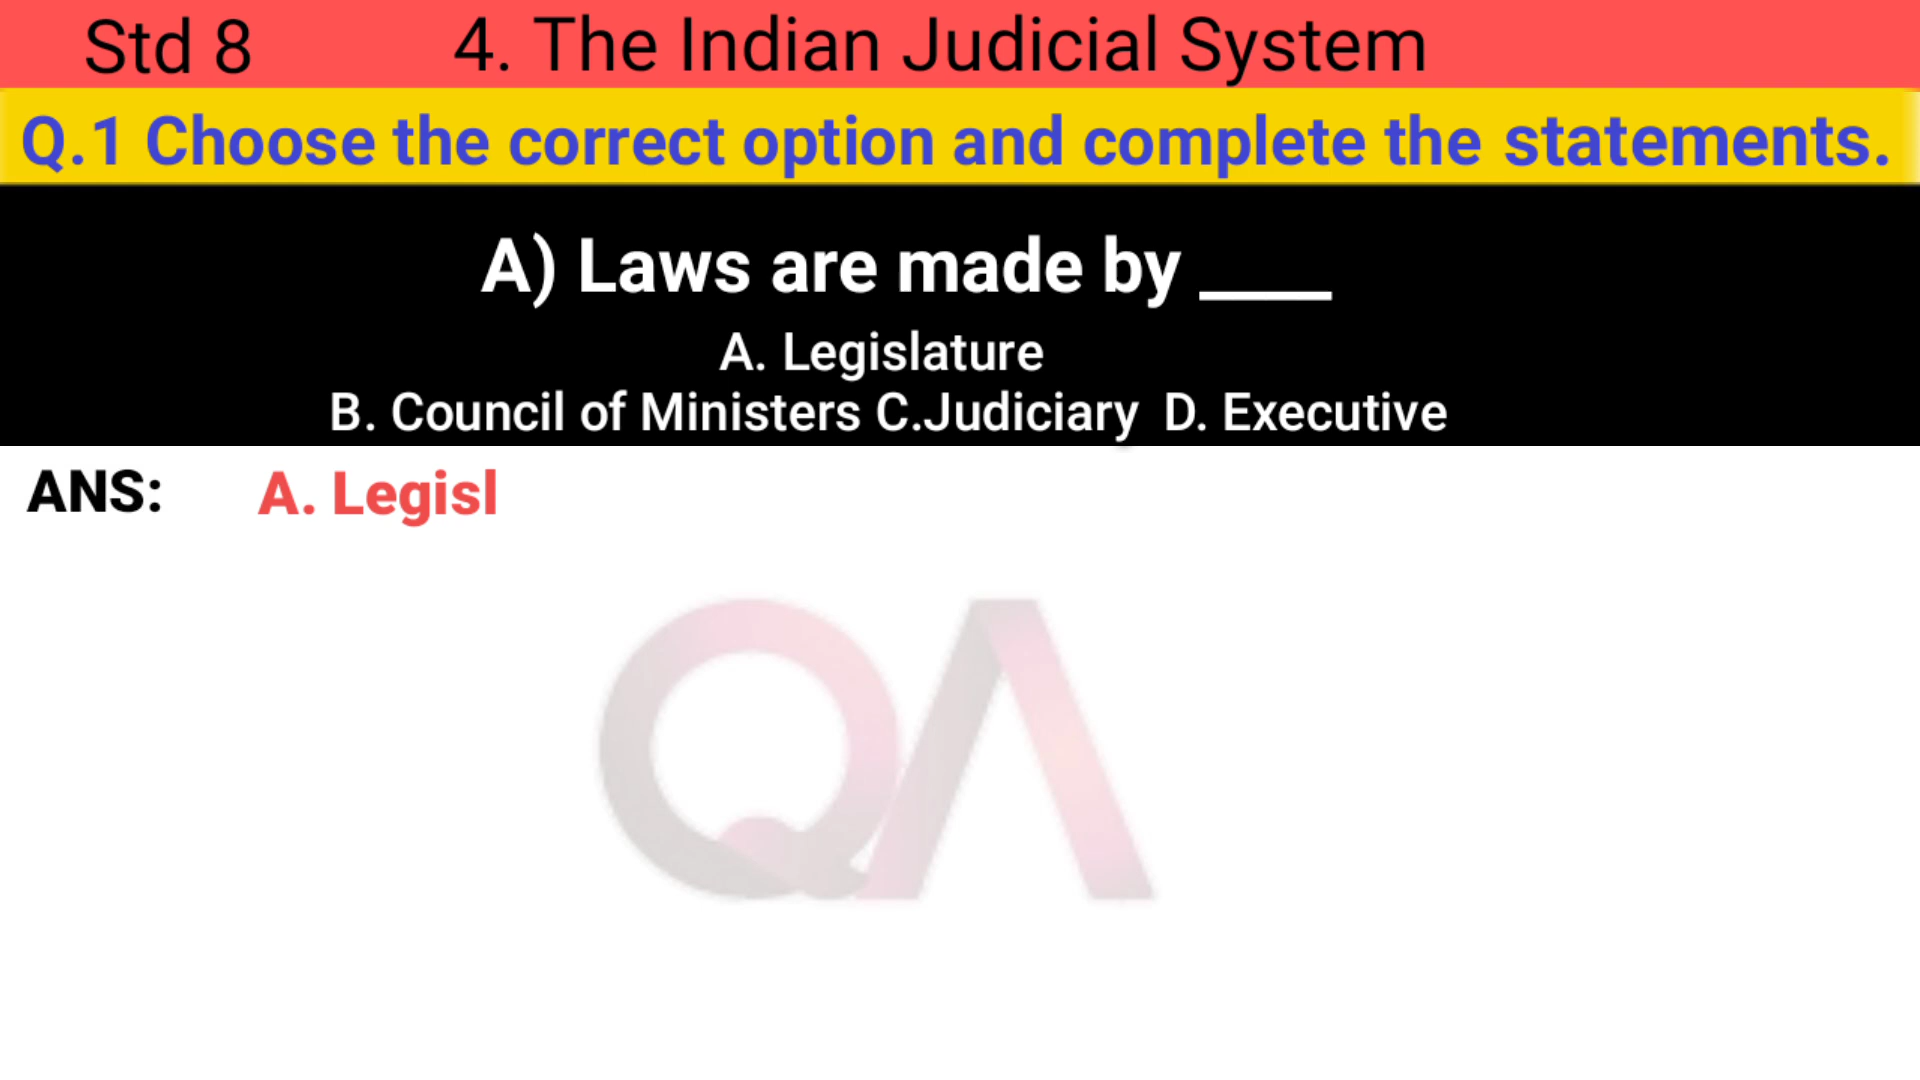 Std 8 4. The Indian Judicial System
Q.1 Choose the correct option and complete the statements.
A) Laws are made by ____
A. Legislature
B. Council of Ministers C.Judiciary D. Executive
ANS: A. Legisl
QA